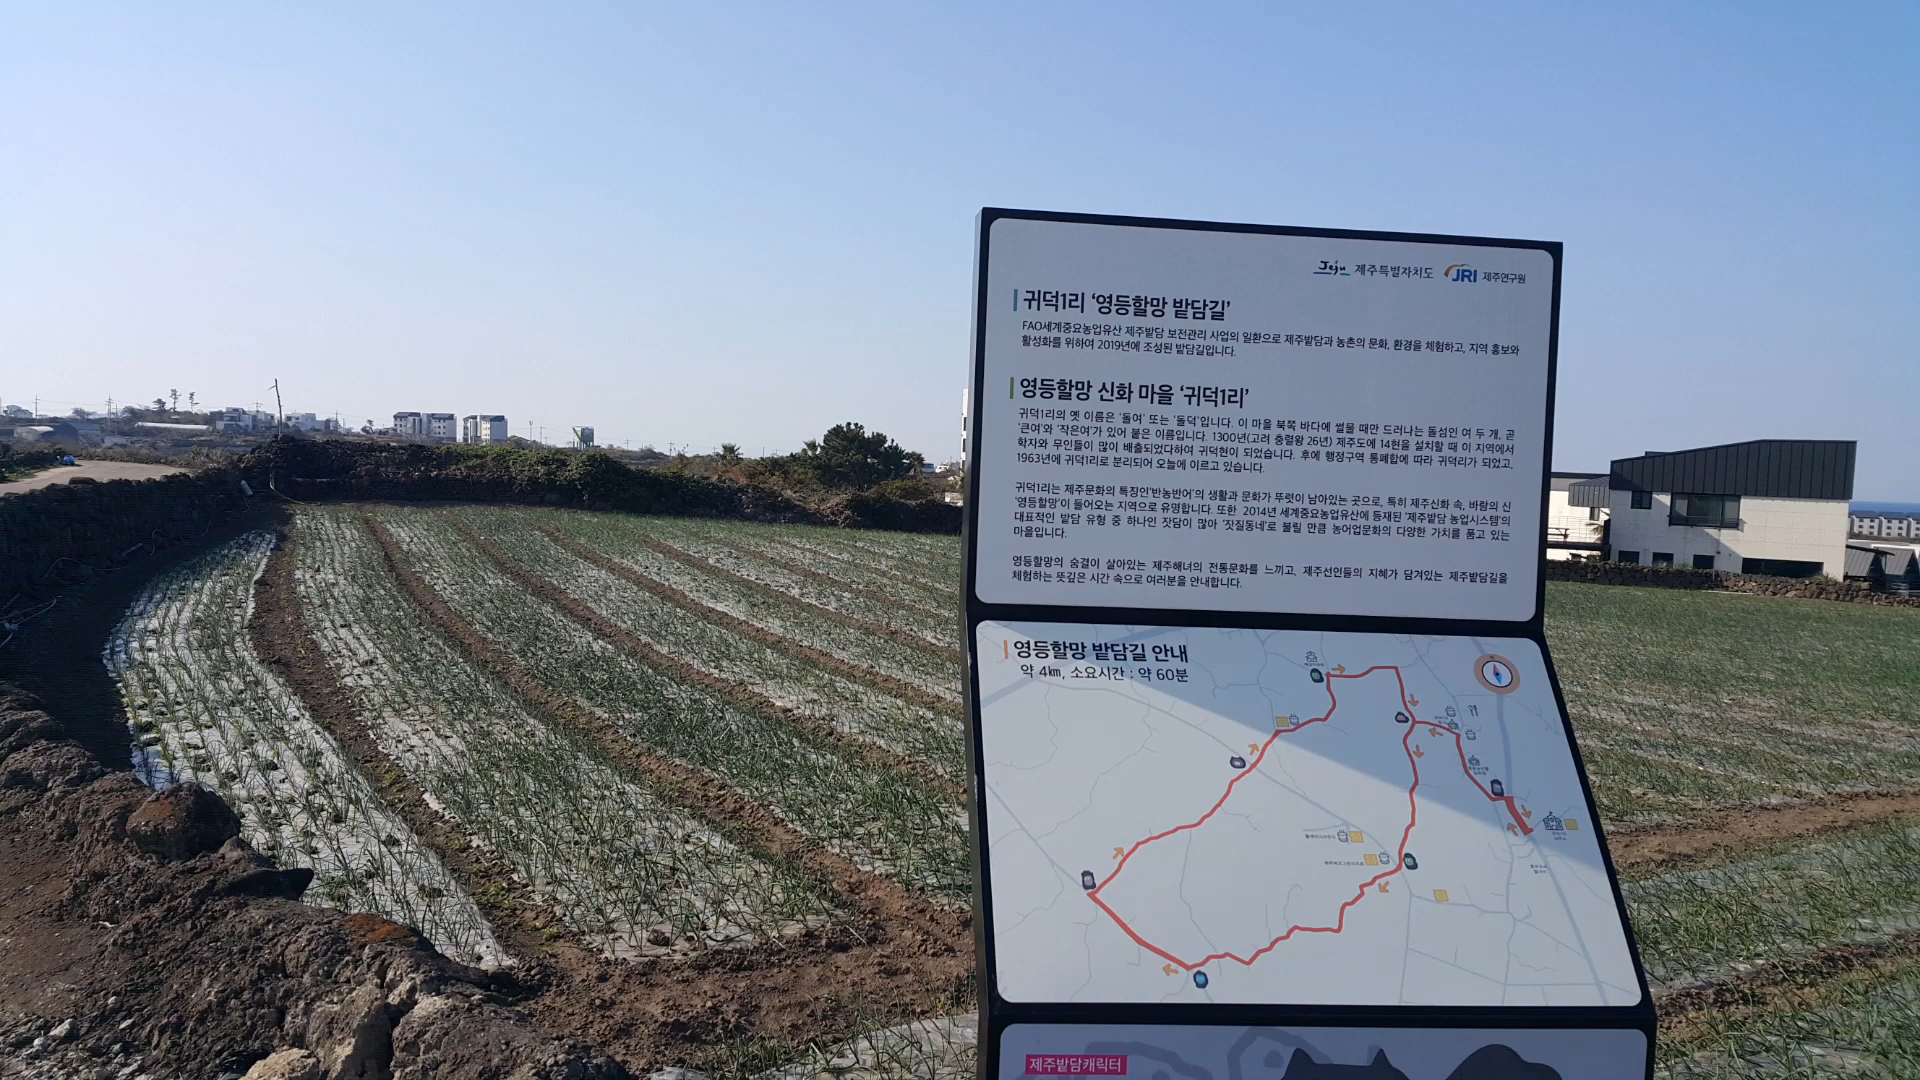 Jeju 제주특별자치도 JRI 제주연구원
귀덕1리 ‘영등할망 밭담길’
FAO세계중요농업유산 제주밭담 보전관리 사업의 일환으로 제주밭담과 농촌의 문화, 환경을 체험하고, 지역 홍보와
활성화를 위하여 2019년에 조성된 밭담길입니다.
영등할망 신화 마을 ‘귀덕1리’
귀덕1리의 옛 이름은 ‘돌여’ 또는 ‘돌덕’입니다. 이 마을 북쪽 바다에 썰물 때만 드러나는 돌섬인 여 두 개, 곧
‘큰여’와 ‘작은여’가 있어 붙은 이름입니다. 1300년(고려 충렬왕 26년) 제주도에 14현을 설치할 때 이 지역에서
학자와 무인들이 많이 배출되었다하여 귀덕현이 되었습니다. 후에 행정구역 통폐합에 따라 귀덕리가 되었고,
1963년에 귀덕1리로 분리되어 오늘에 이르고 있습니다.
귀덕1리는 제주문화의 특징인‘반농반어’의 생활과 문화가 뚜렷이 남아있는 곳으로, 특히 제주신화 속, 바람의 신
‘영등할망’이 들어오는 지역으로 유명합니다. 또한 2014년 세계중요농업유산에 등재된 ‘제주밭담 농업시스템’의
대표적인 밭담 유형 중 하나인 잣담이 많아 ‘잣질동네’로 불릴 만큼 농어업문화의 다양한 가치를 품고 있는
마을입니다.
영등할망의 숨결이 살아있는 제주해녀의 전통문화를 느끼고, 제주선인들의 지혜가 담겨있는 제주밭담길을
체험하는 뜻깊은 시간 속으로 여러분을 안내합니다.
영등할망 밭담길 안내
약 4km, 소요시간 : 약 60분
제주밭담캐릭터